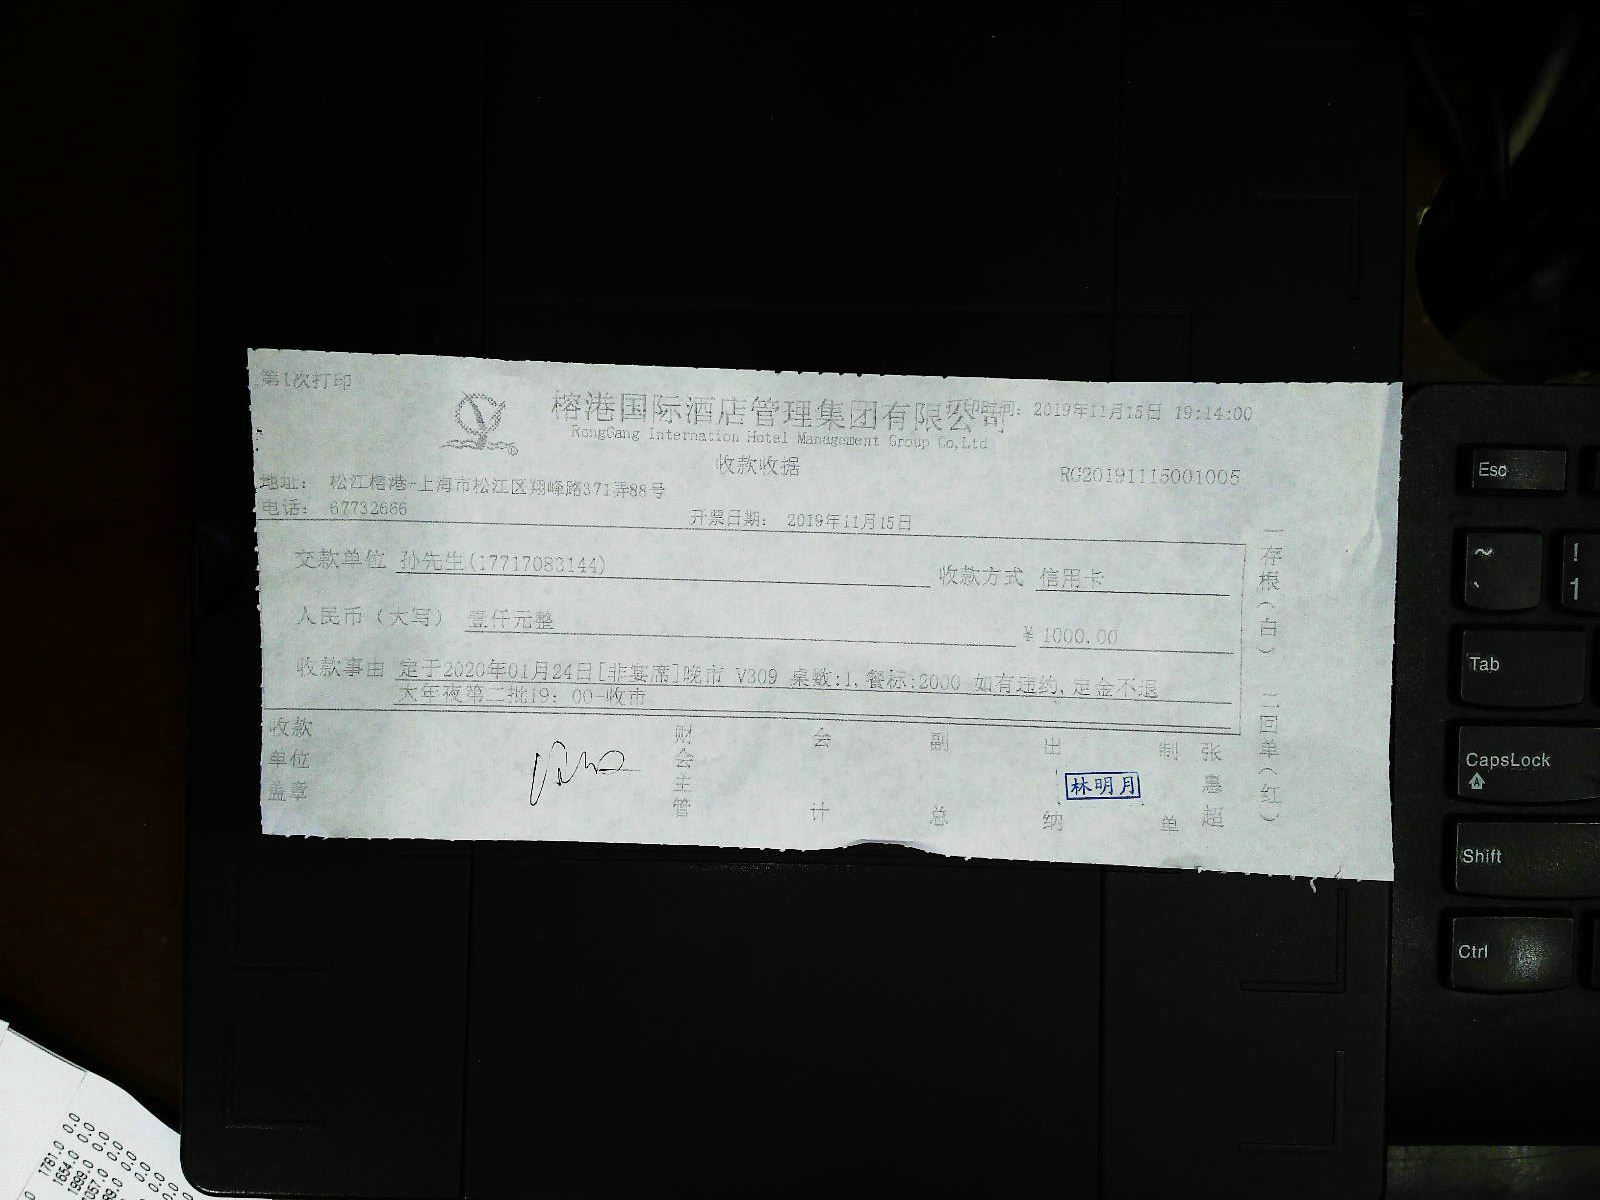 第1次打印
榕港国际酒店管理集团有限公司
打印时间: 2019年11月15日 19:14:00
RongGang Internation Hotel Management Group Co,Ltd
收款收据
RG20191115001005
地址: 松江榕港-上海市松江区翔峰路371弄88号
电话: 67732666
开票日期: 2019年11月15日
交款单位 孙先生(17717083144)
收款方式 信用卡
人民币（大写） 壹仟元整
¥ 1000.00
收款事由 定于2020年01月24日[非宴席]晚市 V309 桌数:1,餐标:2000 如有违约,定金不退
大年夜第二批19: 00-收市
收款单位盖章
财会主管
会计
副总
出纳
林明月
制单
张惠超
一存根（白） 二回单（红）
Esc
~
`
!
1
Tab
CapsLock
Shift
Ctrl